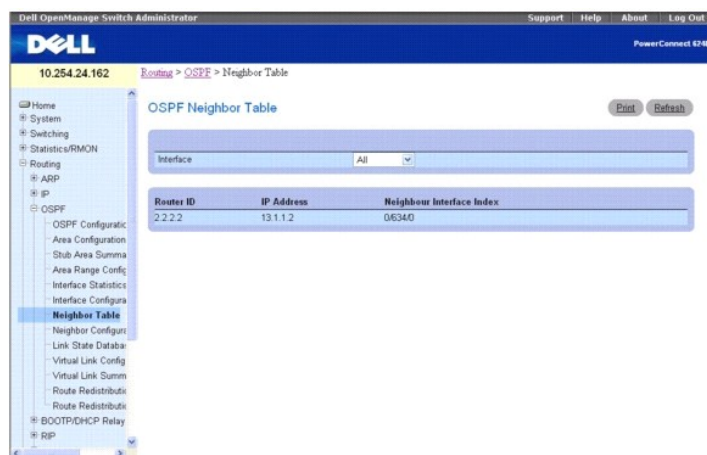 Dell OpenManage Switch Administrator
Support Help About Log Out
DELL
PowerConnect 6248
10.254.24.162
Routing > OSPF > Neighbor Table
Home
System
Switching
Statistics/RMON
Routing
ARP
IP
OSPF
OSPF Configuratic
Area Configuration
Stub Area Summa
Area Range Config
Interface Statistics
Interface Configura
Neighbor Table
Neighbor Configura
Link State Databas
Virtual Link Config
Virtual Link Summ
Route Redistributic
Route Redistributic
BOOTP/DHCP Relay
RIP
OSPF Neighbor Table
Print Refresh
Interface All
Router ID IP Address Neighbour Interface Index
2.2.2.2 13.1.1.2 0/634/0